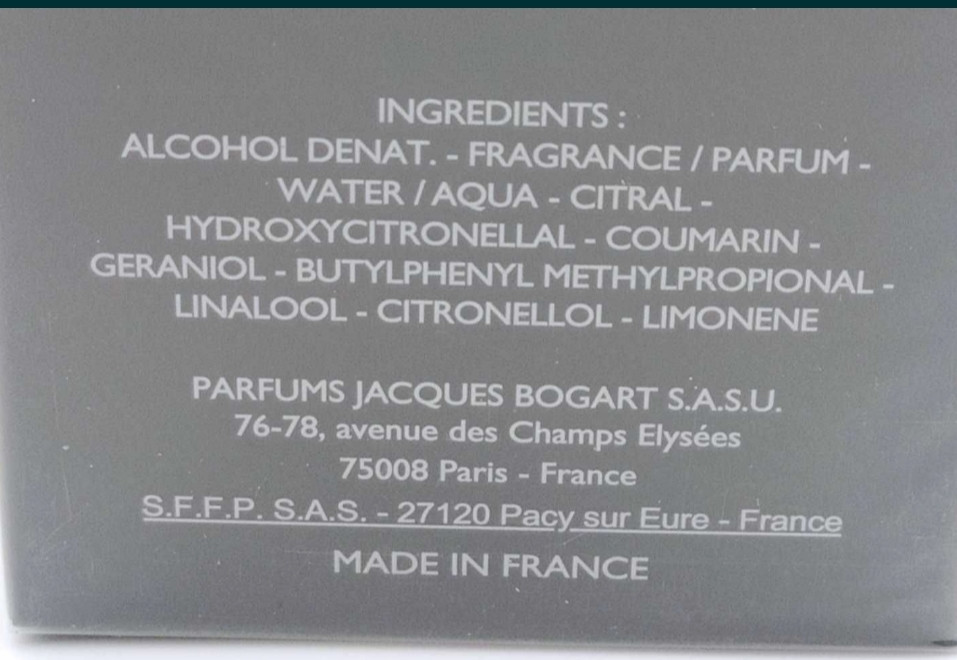 INGREDIENTS :
ALCOHOL DENAT. - FRAGRANCE / PARFUM -
WATER / AQUA - CITRAL -
HYDROXYCITRONELLAL - COUMARIN -
GERANIOL - BUTYLPHENYL METHYLPROPIONAL -
LINALOOL - CITRONELLOL - LIMONENE
PARFUMS JACQUES BOGART S.A.S.U.
76-78, avenue des Champs Elysées
75008 Paris - France
S.F.F.P. S.A.S. - 27120 Pacy sur Eure - France
MADE IN FRANCE